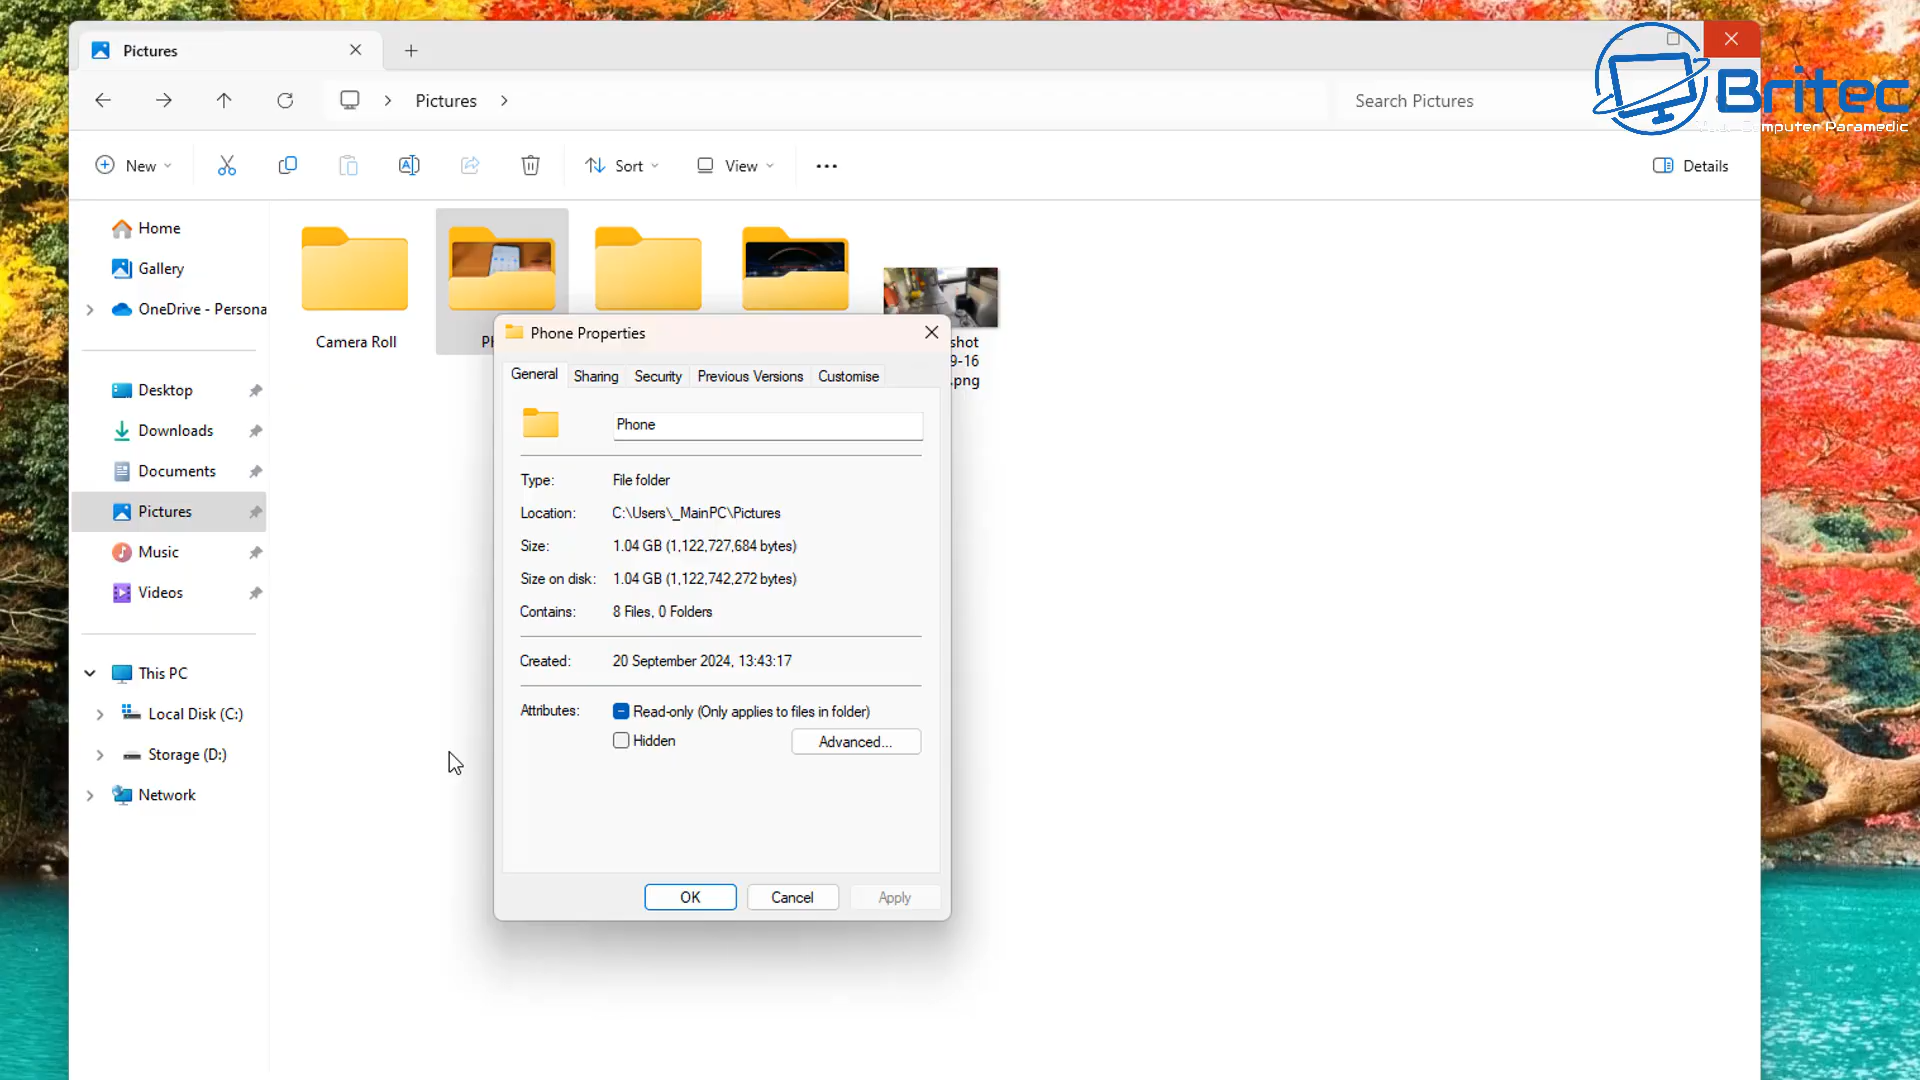 Pictures
Britec
Computer Paramedic
Pictures
Search Pictures
New
Sort
View
Details
Home
Gallery
OneDrive - Persona
Desktop
Downloads
Documents
Pictures
Music
Videos
This PC
Local Disk (C:)
Storage (D:)
Network
Camera Roll
Ph
shot
9-16
.png
Phone Properties
General
Sharing
Security
Previous Versions
Customise
Phone
Type: File folder
Location: C:\Users\_MainPC\Pictures
Size: 1.04 GB (1,122,727,684 bytes)
Size on disk: 1.04 GB (1,122,742,272 bytes)
Contains: 8 Files, 0 Folders
Created: 20 September 2024, 13:43:17
Attributes: Read-only (Only applies to files in folder)
Hidden
Advanced...
OK
Cancel
Apply